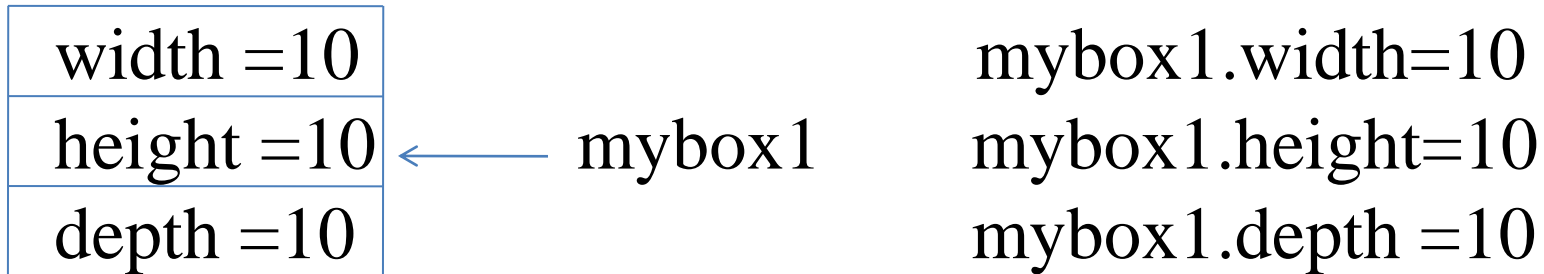 width =10
height =10
depth =10
mybox1
mybox1.width=10
mybox1.height=10
mybox1.depth =10